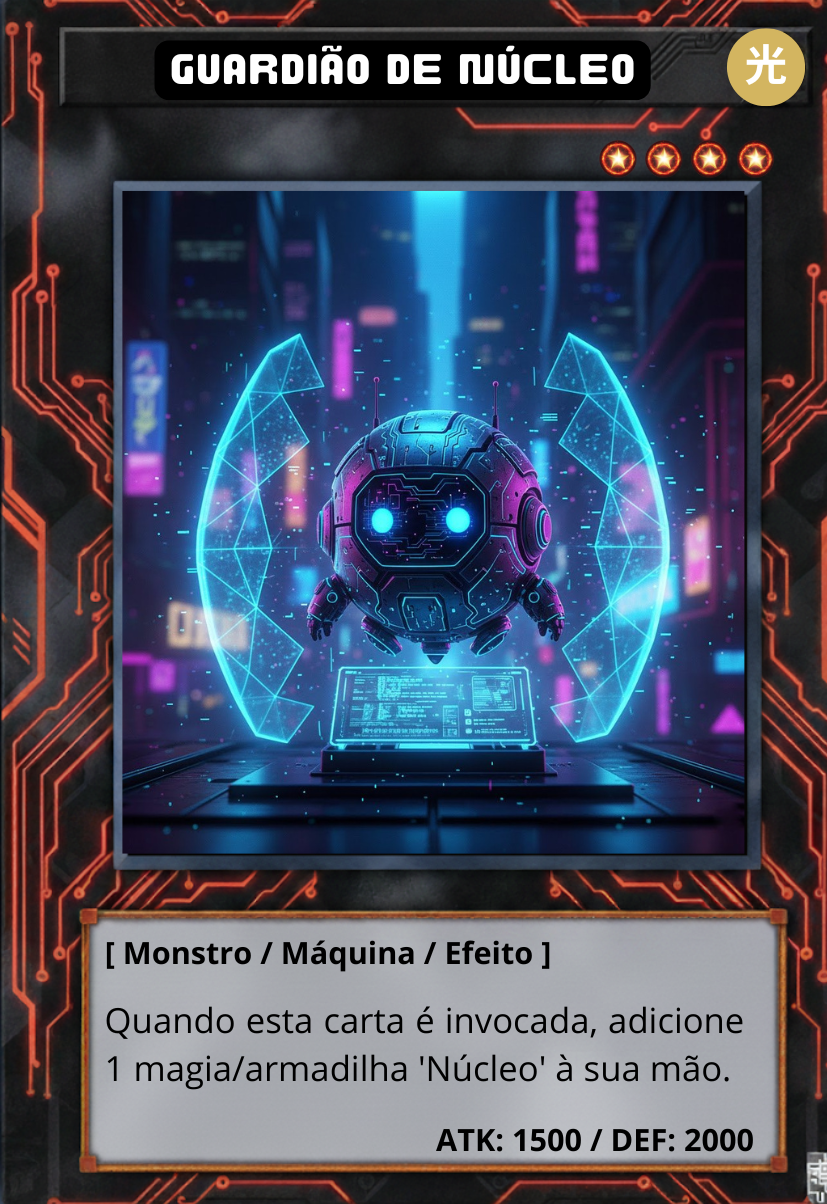 GUARDIÃO DE NÚCLEO
光
[ Monstro / Máquina / Efeito ]
Quando esta carta é invocada, adicione
1 magia/armadilha 'Núcleo' à sua mão.
ATK: 1500 / DEF: 2000